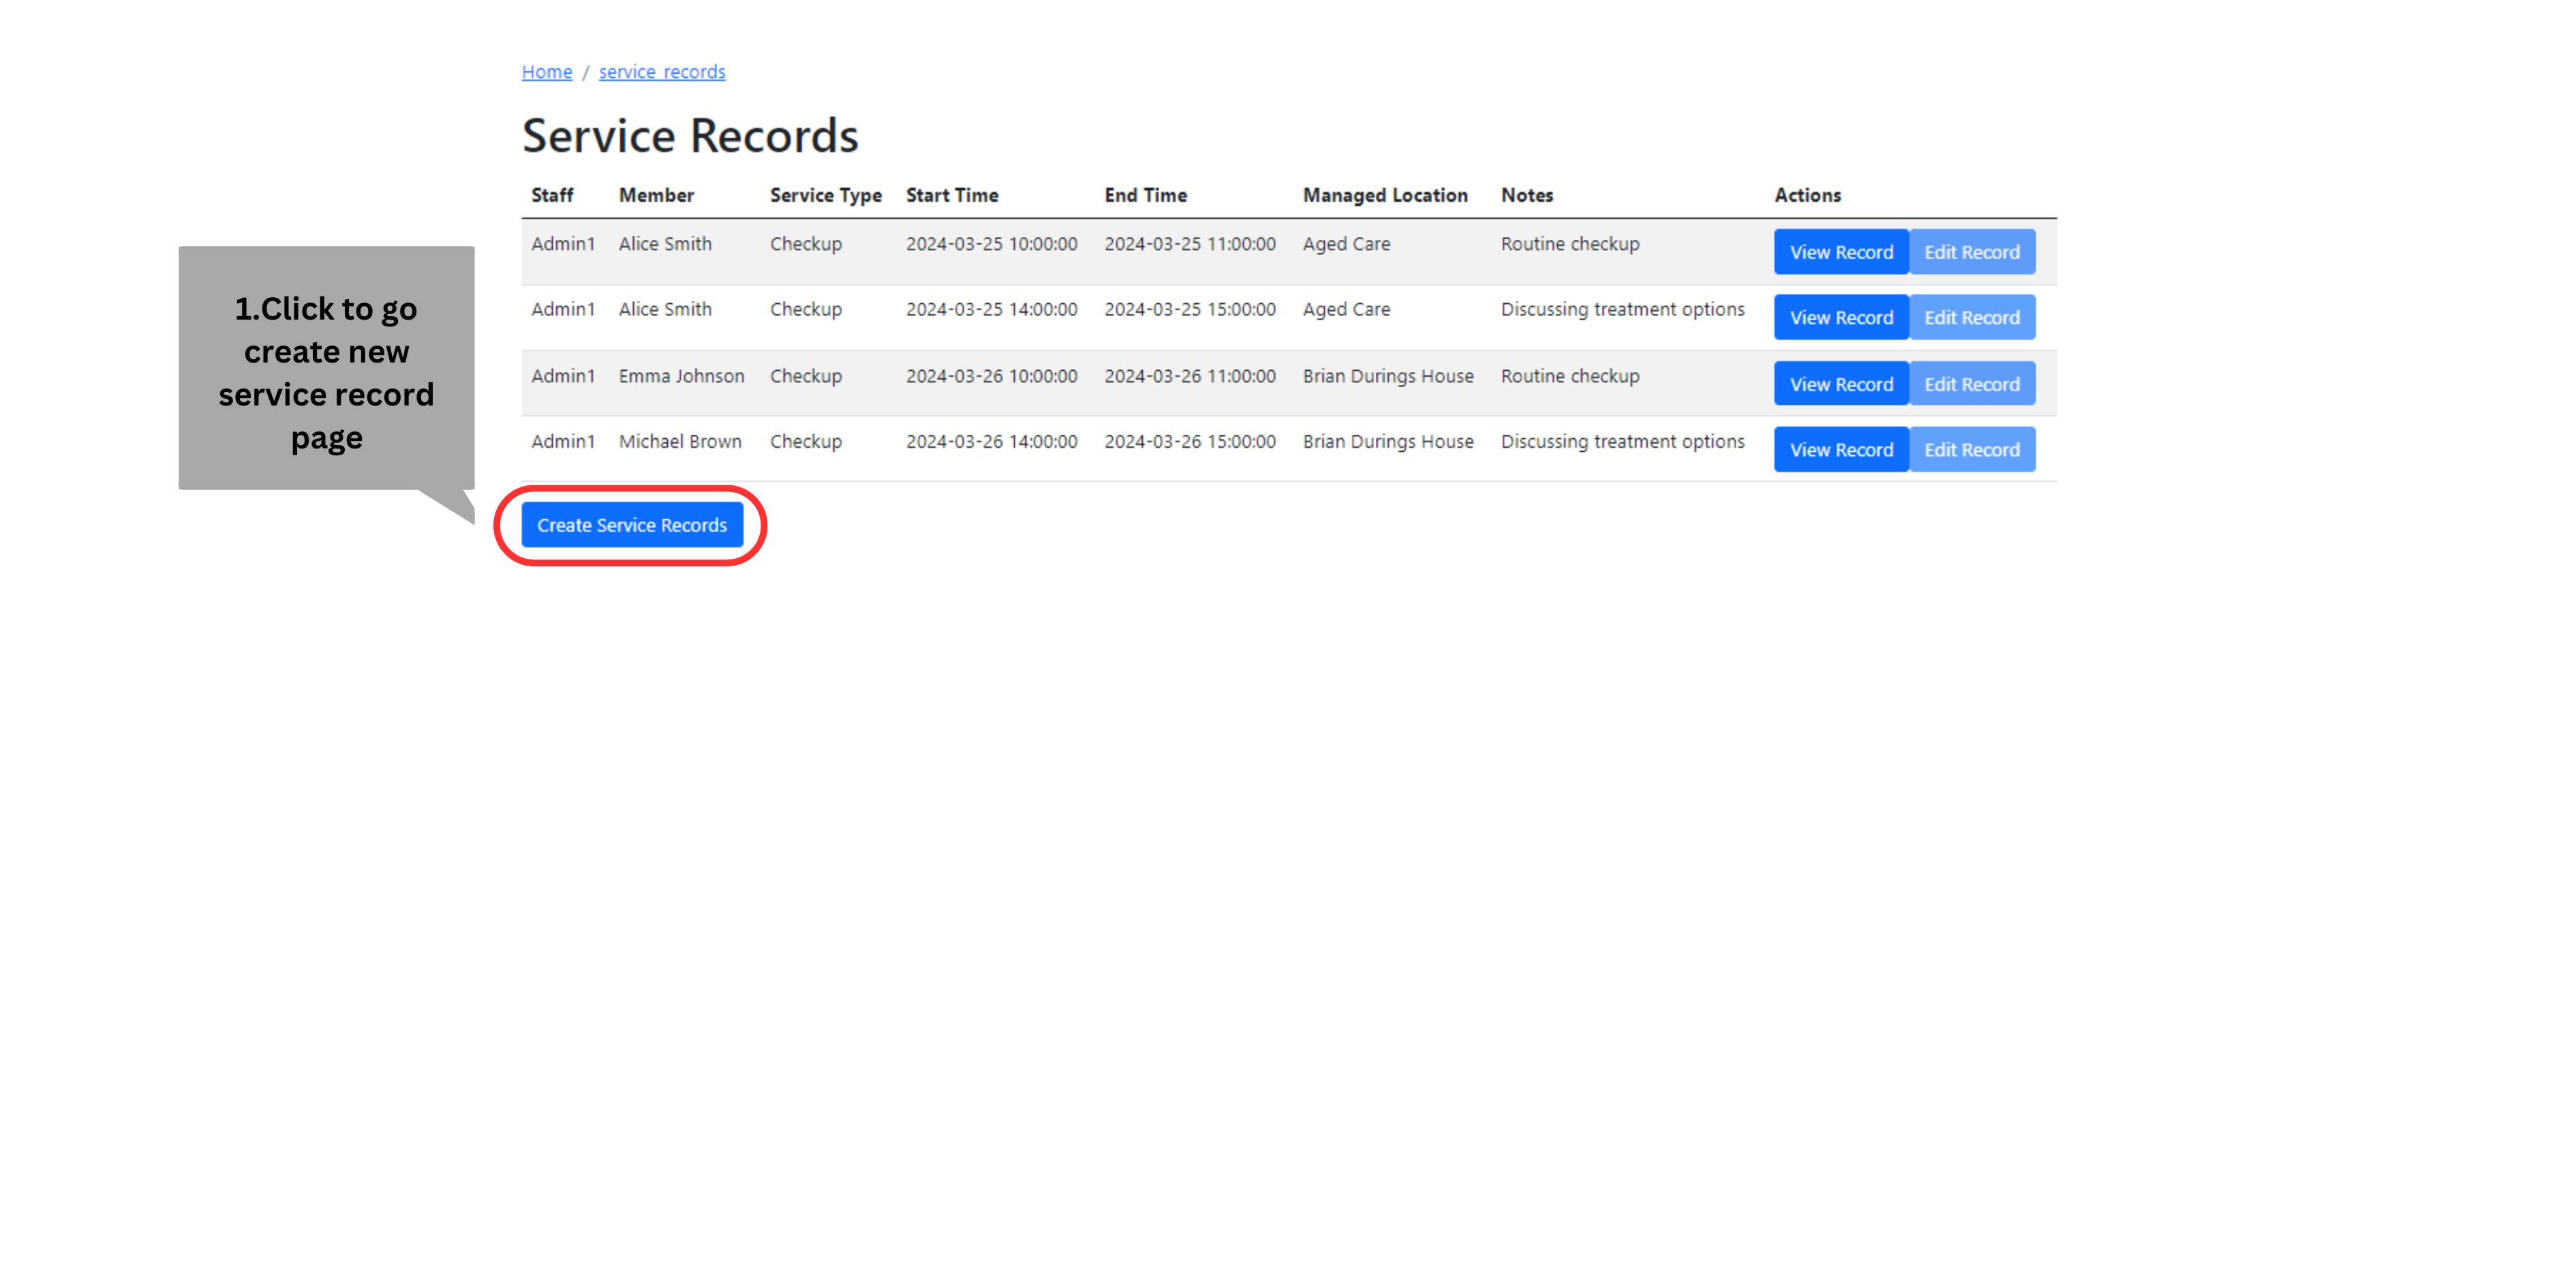 Home / service_records
Service Records
Staff Member Service Type Start Time End Time Managed Location Notes Actions
Admin1 Alice Smith Checkup 2024-03-25 10:00:00 2024-03-25 11:00:00 Aged Care Routine checkup View Record Edit Record
Admin1 Alice Smith Checkup 2024-03-25 14:00:00 2024-03-25 15:00:00 Aged Care Discussing treatment options View Record Edit Record
Admin1 Emma Johnson Checkup 2024-03-26 10:00:00 2024-03-26 11:00:00 Brian Durings House Routine checkup View Record Edit Record
Admin1 Michael Brown Checkup 2024-03-26 14:00:00 2024-03-26 15:00:00 Brian Durings House Discussing treatment options View Record Edit Record
1.Click to go
create new
service record
page
Create Service Records